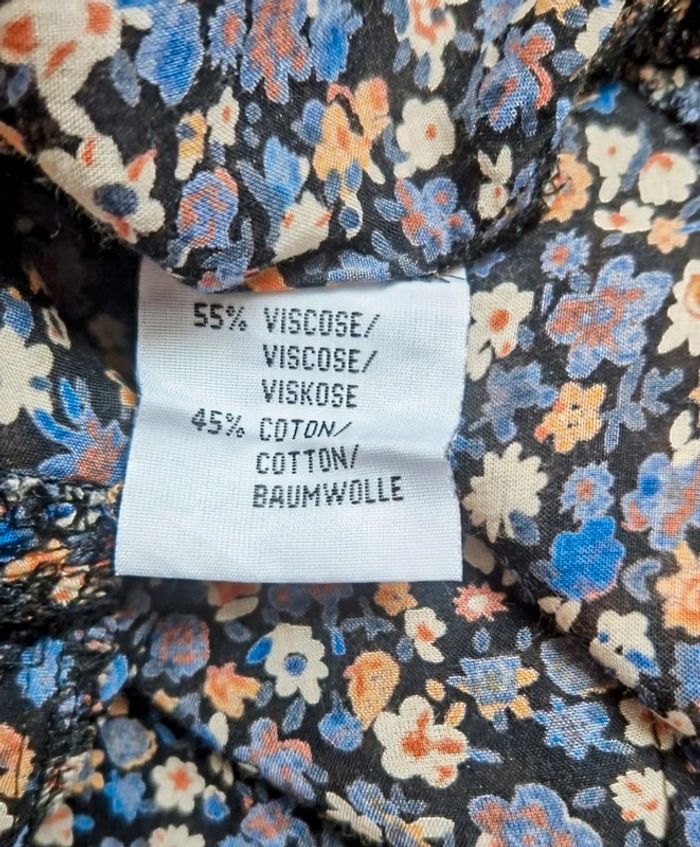 55% VISCOSE/
VISCOSE/
VISKOSE
45% COTON/
COTTON/
BAUMWOLLE